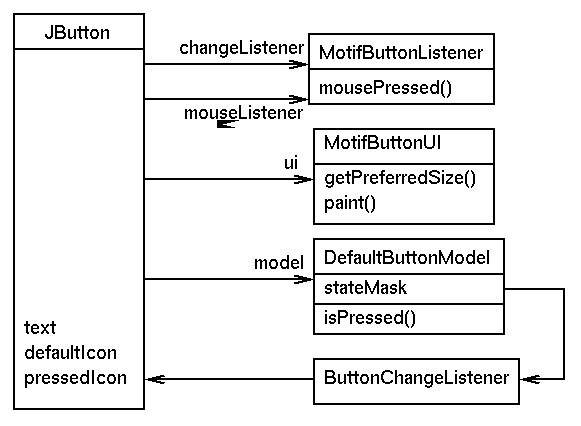 JButton
changeListener
MotifButtonListener
mousePressed()
mouseListener
MotifButtonUI
ui
getPreferredSize()
paint()
model
DefaultButtonModel
stateMask
isPressed()
text
defaultIcon
pressedIcon
ButtonChangeListener